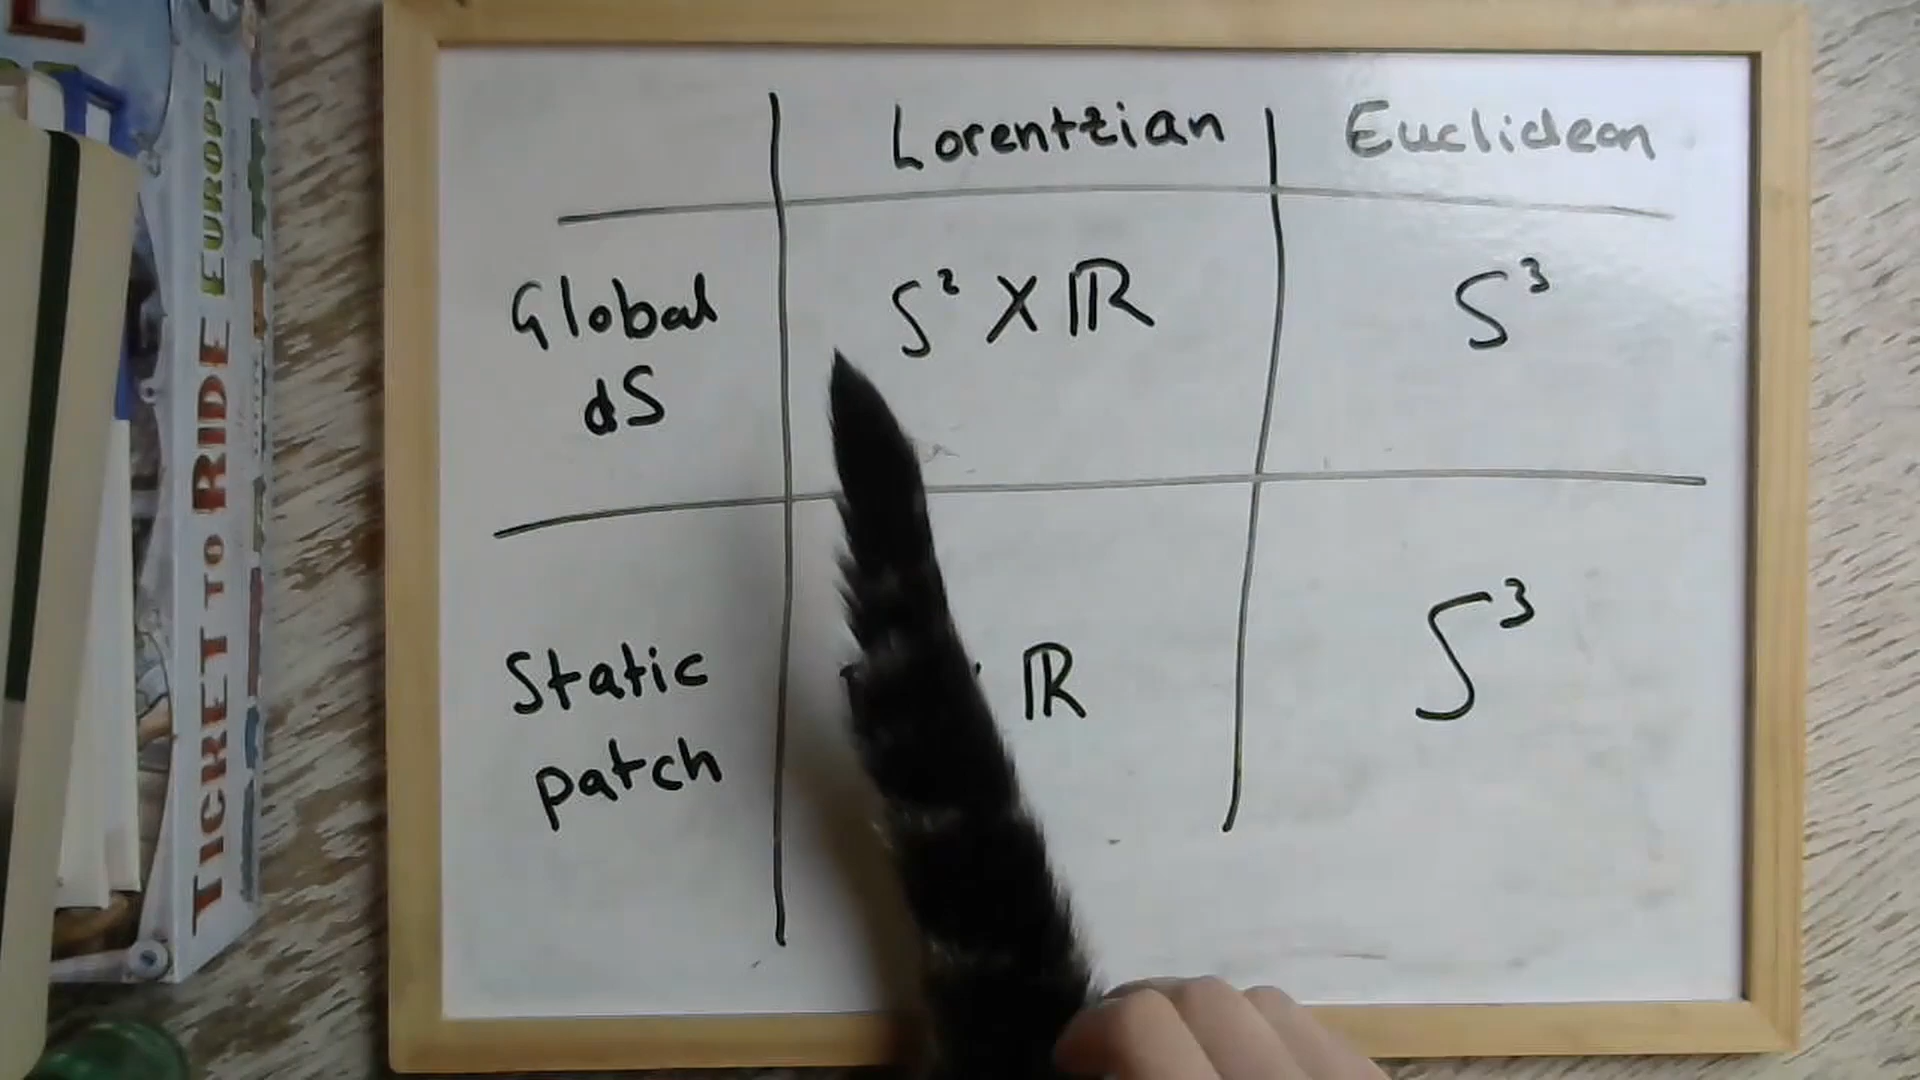 Lorentzian Euclidean
Global S² X ℝ S³
dS
Static ℝ S³
patch
TICKET TO RIDE EUROPE